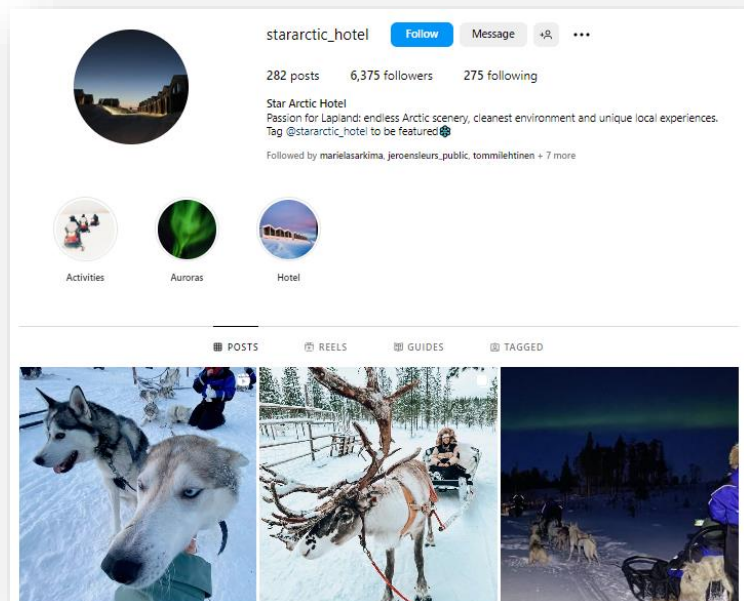 stararctic_hotel Follow Message
282 posts 6,375 followers 275 following
Star Arctic Hotel
Passion for Lapland: endless Arctic scenery, cleanest environment and unique local experiences.
Tag @stararctic_hotel to be featured
Followed by marielasarkima, jeroensleurs_public, tommilehtinen + 7 more
Activities Auroras Hotel
POSTS REELS GUIDES TAGGED